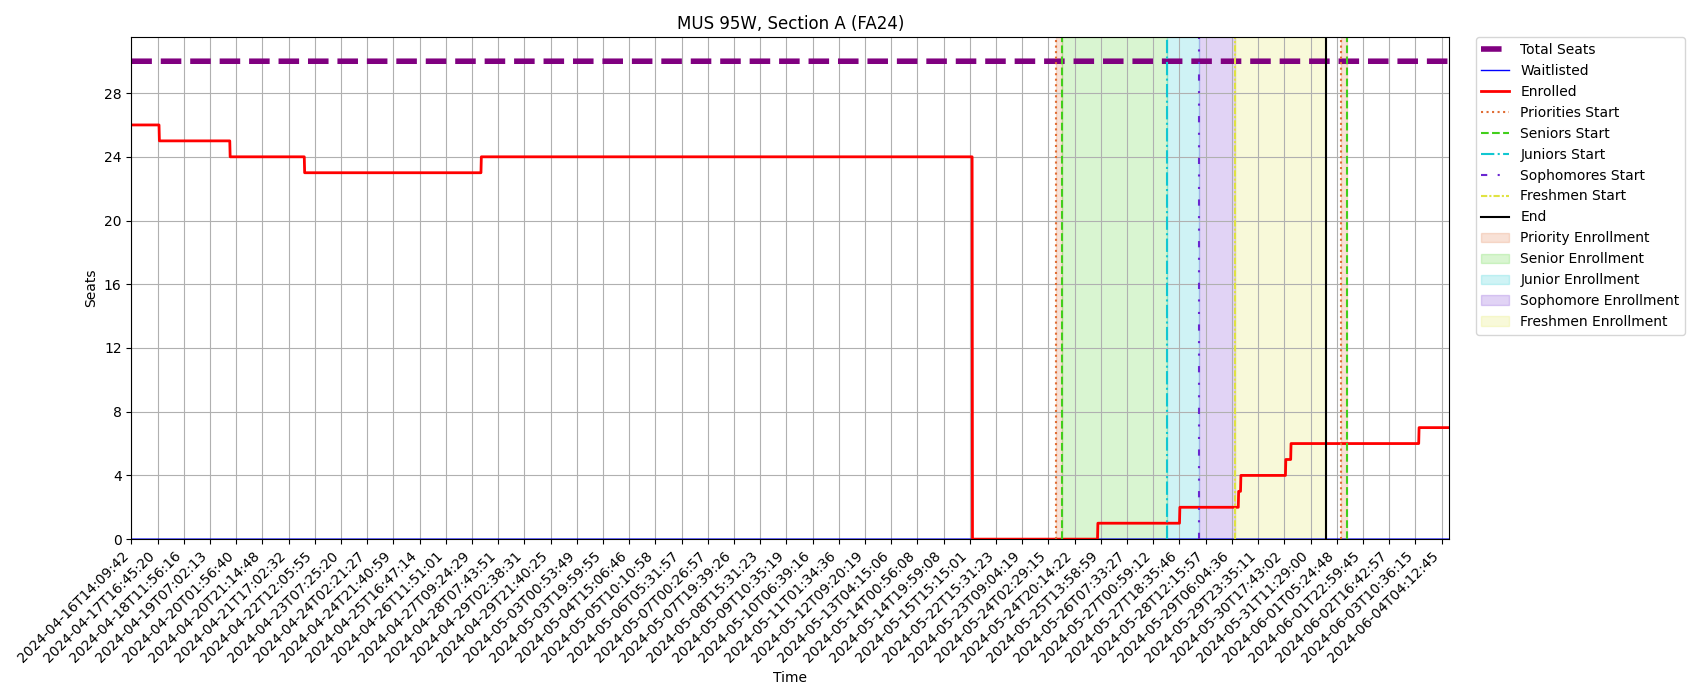 MUS 95W, Section A (FA24)
Seats
28
24
20
16
12
8
4
0
2024-04-16T14:09:42
2024-04-17T16:45:20
2024-04-18T11:56:16
2024-04-19T07:02:13
2024-04-20T01:56:40
2024-04-20T21:14:48
2024-04-21T17:02:32
2024-04-22T12:05:55
2024-04-23T07:25:20
2024-04-24T02:21:27
2024-04-24T21:40:59
2024-04-25T16:47:14
2024-04-26T11:51:01
2024-04-27T09:24:29
2024-04-28T07:43:51
2024-04-29T02:38:31
2024-04-29T21:40:25
2024-05-03T00:53:49
2024-05-03T19:59:55
2024-05-04T15:06:46
2024-05-05T10:10:58
2024-05-06T05:31:57
2024-05-07T00:26:57
2024-05-07T19:39:26
2024-05-08T15:31:23
2024-05-09T10:35:19
2024-05-10T06:39:16
2024-05-11T01:34:36
2024-05-12T09:20:19
2024-05-13T04:15:06
2024-05-14T00:56:08
2024-05-14T19:59:08
2024-05-15T15:15:01
2024-05-22T15:31:23
2024-05-23T09:04:19
2024-05-24T02:29:15
2024-05-24T20:14:22
2024-05-25T13:58:59
2024-05-26T07:33:27
2024-05-27T00:59:12
2024-05-27T18:35:46
2024-05-28T12:15:57
2024-05-29T06:04:36
2024-05-29T23:35:11
2024-05-30T17:43:02
2024-05-31T11:29:00
2024-06-01T05:24:48
2024-06-01T22:59:45
2024-06-02T16:42:57
2024-06-03T10:36:15
2024-06-04T04:12:45
Time
Total Seats
Waitlisted
Enrolled
Priorities Start
Seniors Start
Juniors Start
Sophomores Start
Freshmen Start
End
Priority Enrollment
Senior Enrollment
Junior Enrollment
Sophomore Enrollment
Freshmen Enrollment